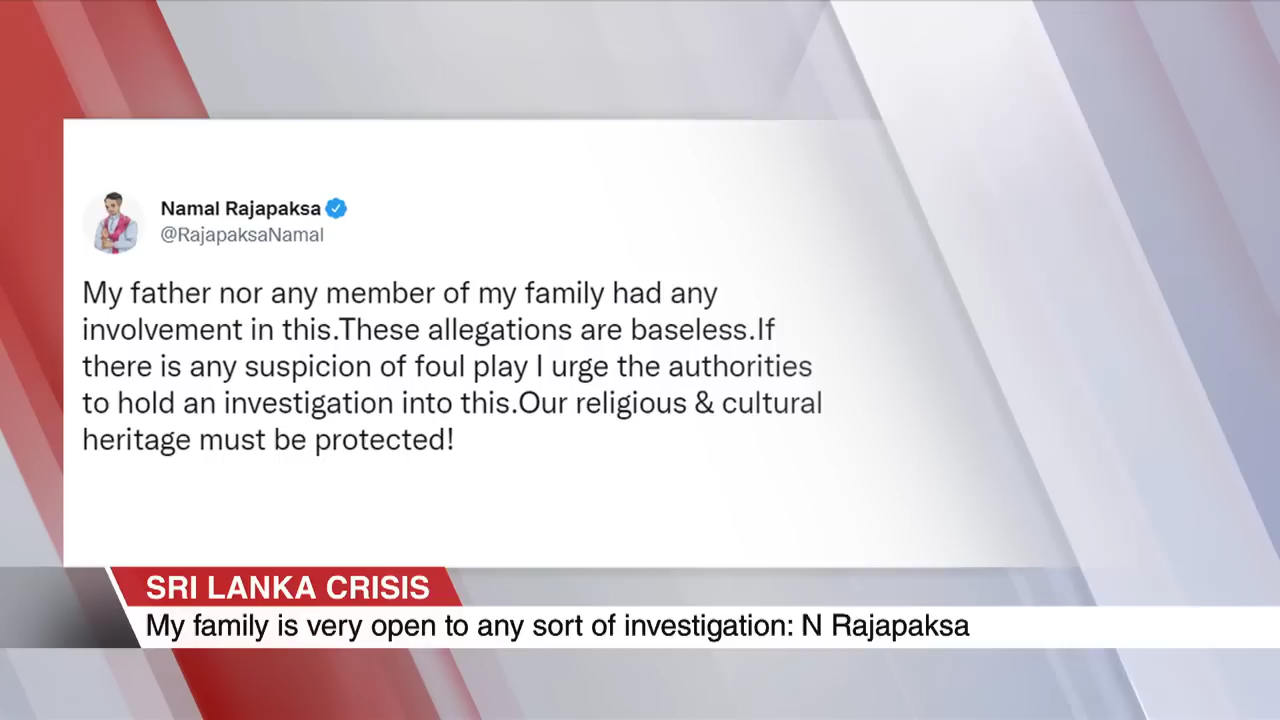 Namal Rajapaksa
@RajapaksaNamal
My father nor any member of my family had any
involvement in this.These allegations are baseless.If
there is any suspicion of foul play I urge the authorities
to hold an investigation into this.Our religious & cultural
heritage must be protected!
SRI LANKA CRISIS
My family is very open to any sort of investigation: N Rajapaksa